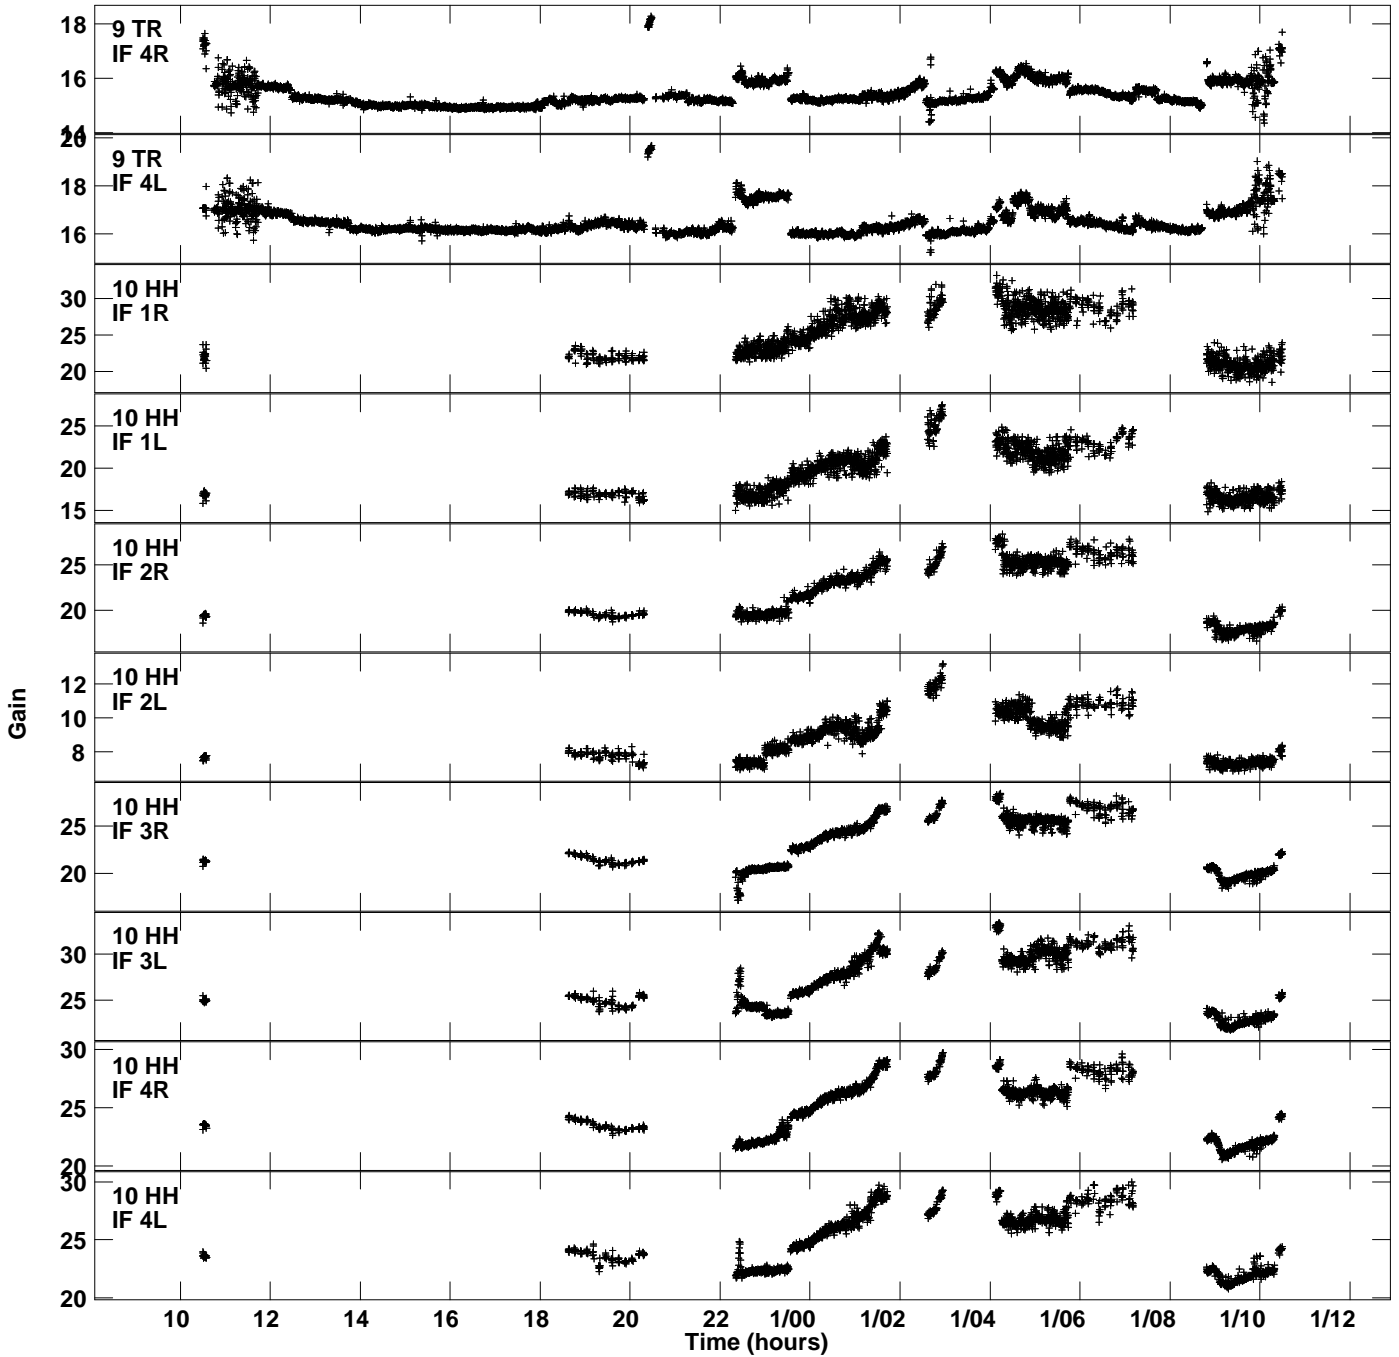 9 TR
IF 4R
18
16
14
9 TR
IF 4L
20
18
16
10 HH
IF 1R
30
25
20
10 HH
IF 1L
25
20
15
10 HH
IF 2R
25
20
10 HH
IF 2L
12
10
8
10 HH
IF 3R
25
20
10 HH
IF 3L
30
25
10 HH
IF 4R
30
25
20
10 HH
IF 4L
30
25
20
Gain
10 12 14 16 18 20 22 1/00 1/02 1/04 1/06 1/08 1/10 1/12
Time (hours)